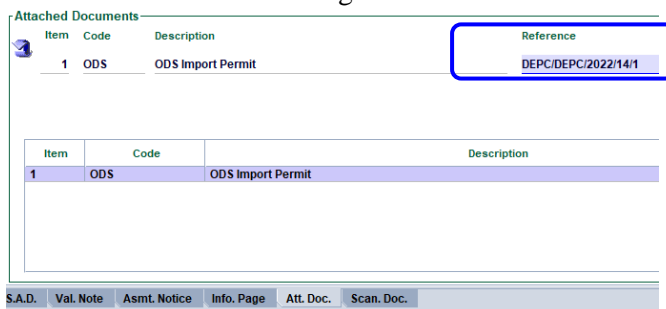 Attached Documents
Item Code Description Reference
1 ODS ODS Import Permit DEPC/DEPC/2022/14/1
Item Code Description
1 ODS ODS Import Permit
S.A.D. Val. Note Asmt. Notice Info. Page Att. Doc. Scan. Doc.